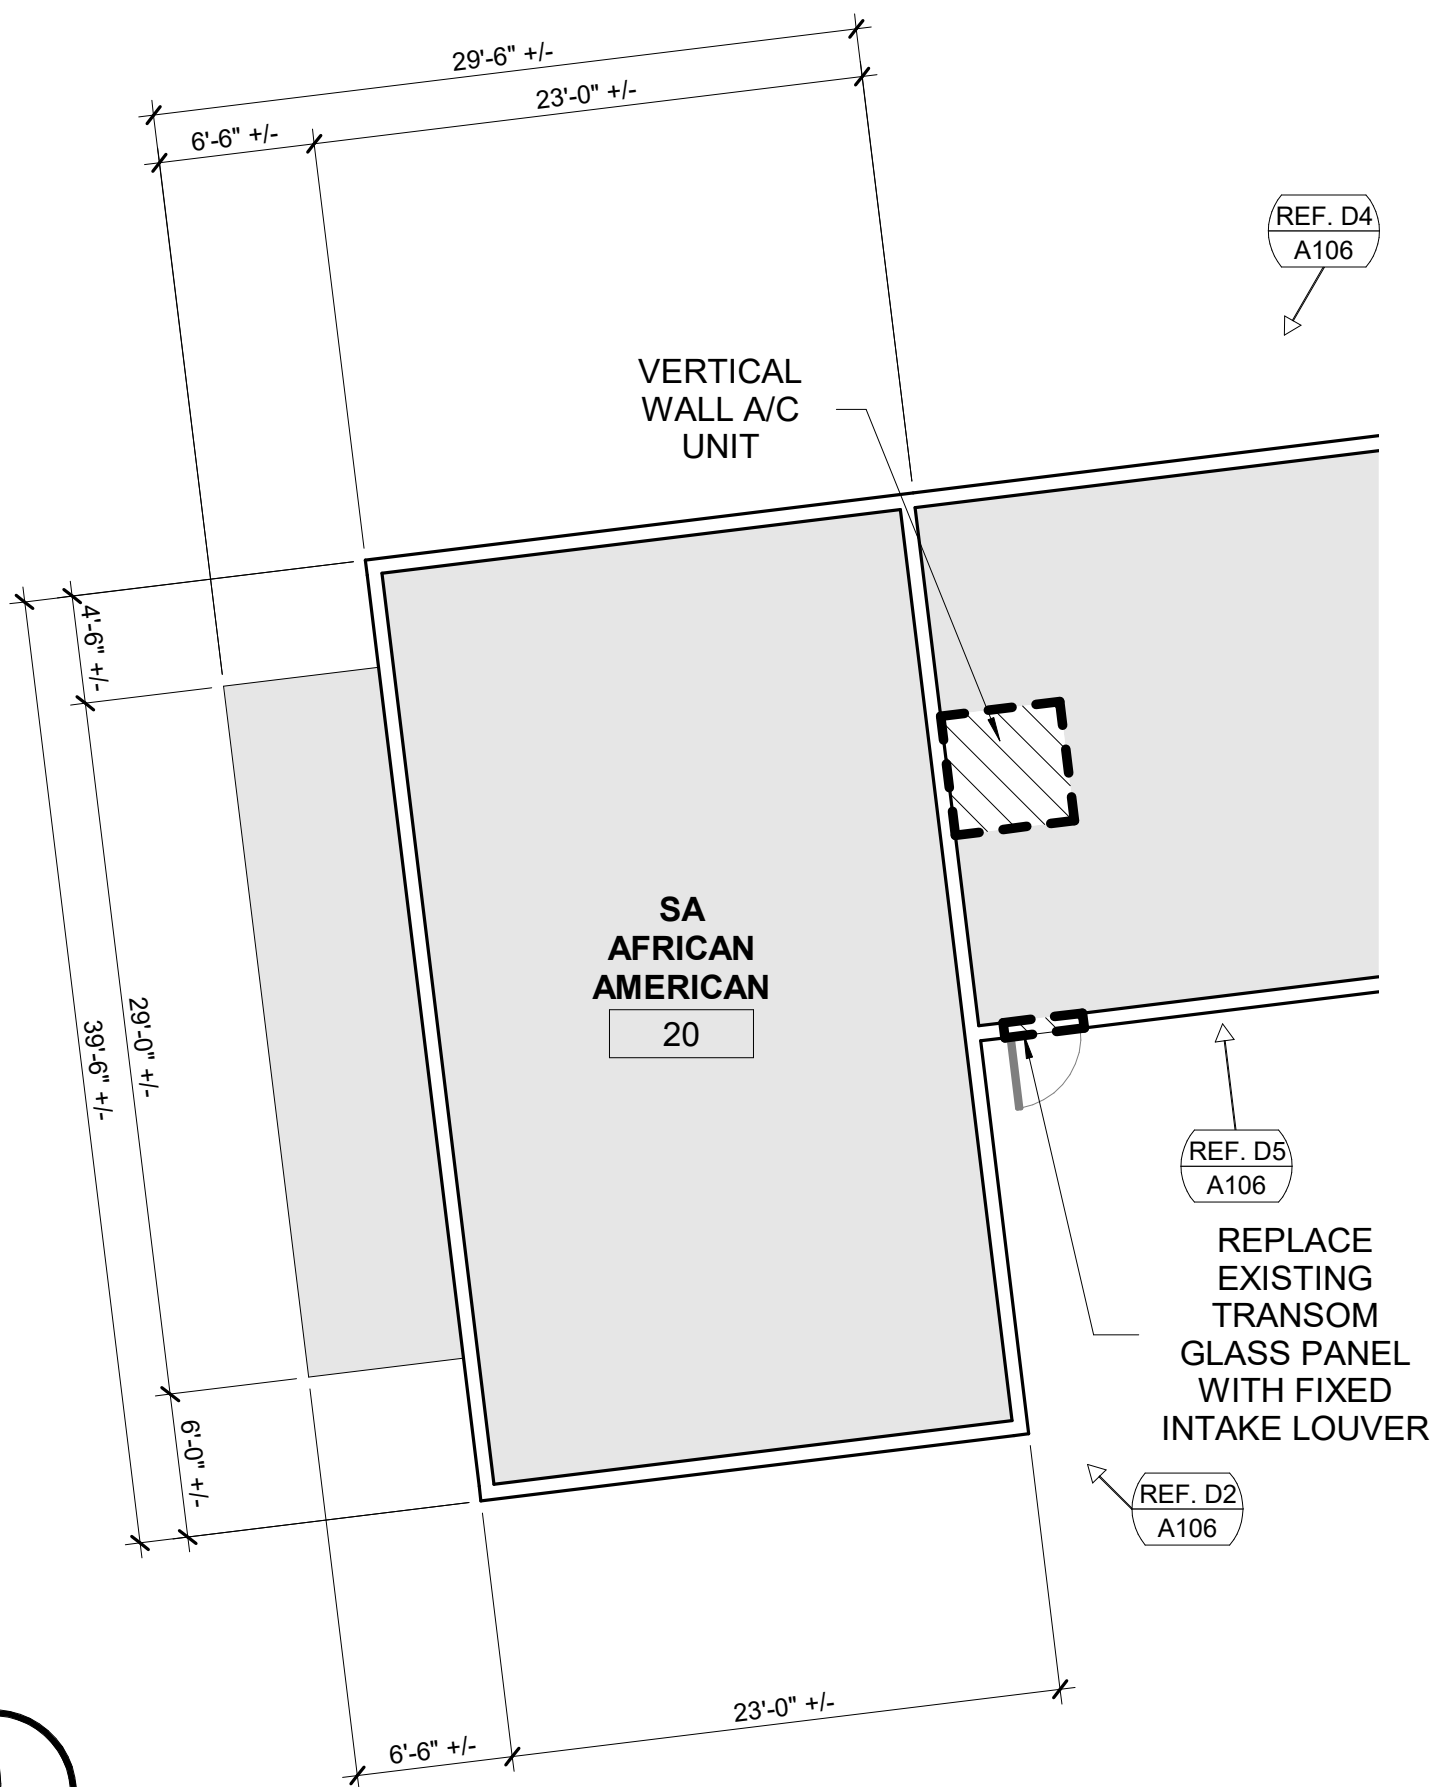 29'-6" +/-
23'-0" +/-
6'-6" +/-
REF. D4
A106
VERTICAL
WALL A/C
UNIT
4'-6" +/-
29'-0" +/-
39'-6" +/-
6'-0" +/-
SA
AFRICAN
AMERICAN
20
REF. D5
A106
REPLACE
EXISTING
TRANSOM
GLASS PANEL
WITH FIXED
INTAKE LOUVER
REF. D2
A106
23'-0" +/-
6'-6" +/-